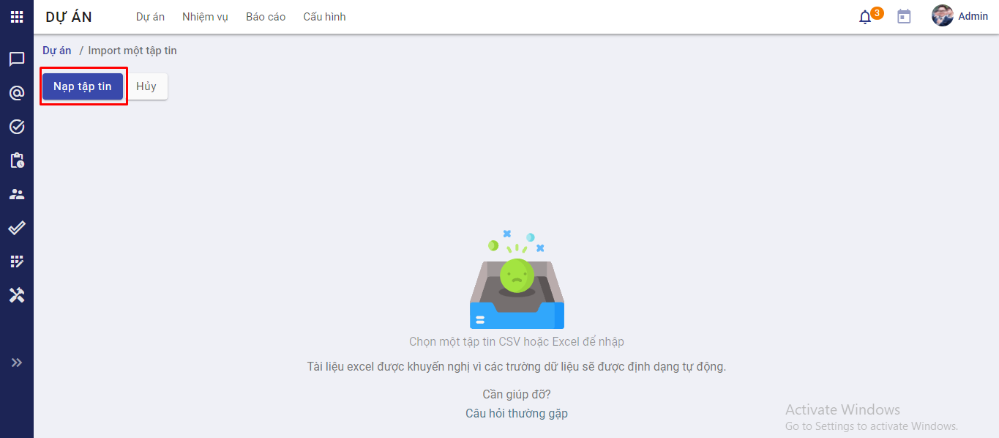 DỰ ÁN
Dự án
Nhiệm vụ
Báo cáo
Cấu hình
3
Admin
Dự án / Import một tập tin
Nạp tập tin
Hủy
Chọn một tập tin CSV hoặc Excel để nhập
Tài liệu excel được khuyến nghị vì các trường dữ liệu sẽ được định dạng tự động.
Cần giúp đỡ?
Câu hỏi thường gặp
Activate Windows
Go to Settings to activate Windows.